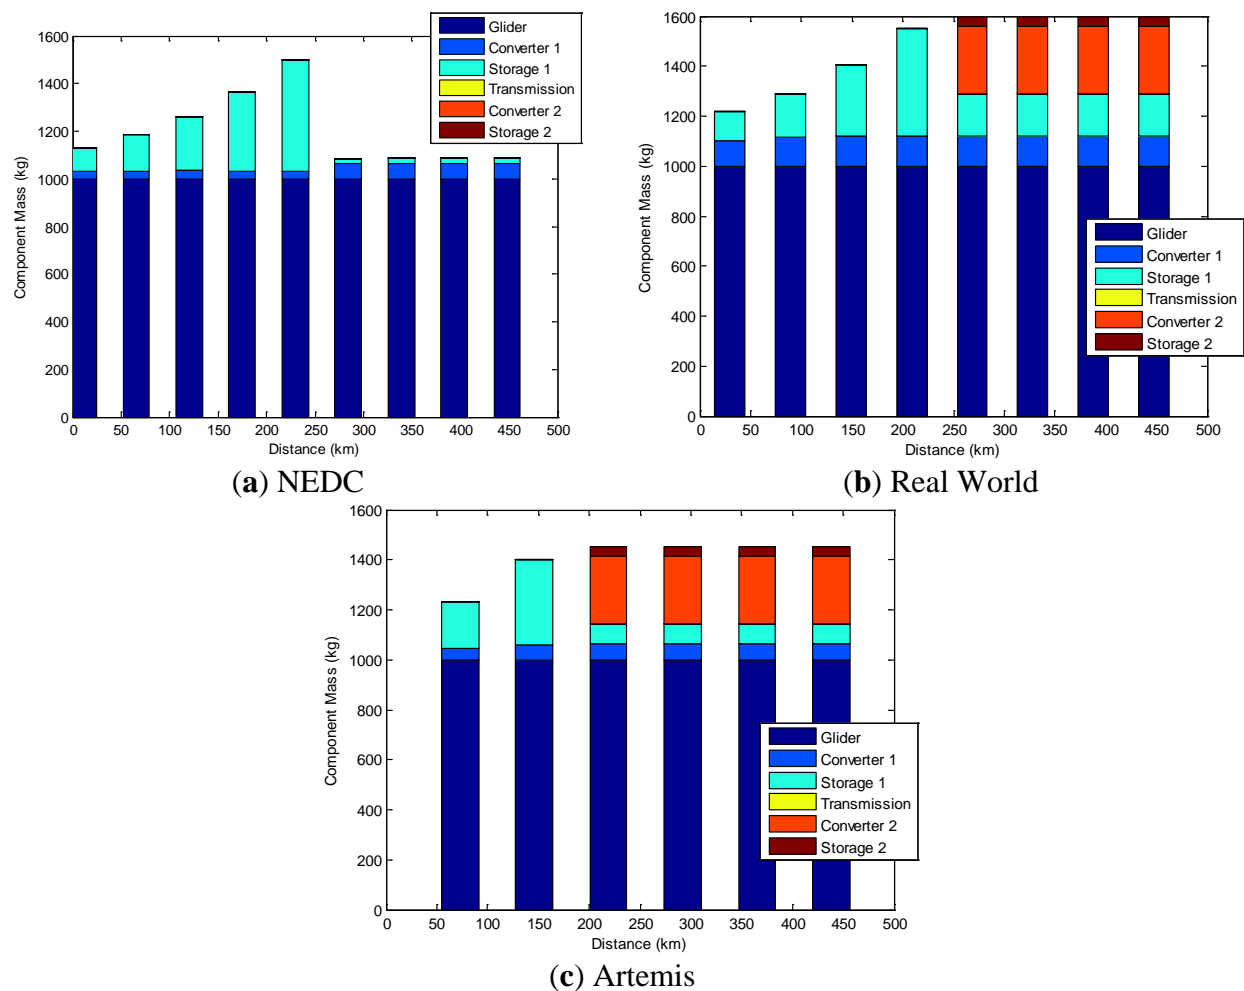 1600
1400
1200
1000
800
600
400
200
0
Component Mass (kg)
0 50 100 150 200 250 300 350 400 450 500
Distance (km)
Glider
Converter 1
Storage 1
Transmission
Converter 2
Storage 2
(a) NEDC
1600
1400
1200
1000
800
600
400
200
0
Component Mass (kg)
0 50 100 150 200 250 300 350 400 450 500
Distance (km)
Glider
Converter 1
Storage 1
Transmission
Converter 2
Storage 2
(b) Real World
1600
1400
1200
1000
800
600
400
200
0
Component Mass (kg)
0 50 100 150 200 250 300 350 400 450 500
Distance (km)
Glider
Converter 1
Storage 1
Transmission
Converter 2
Storage 2
(c) Artemis